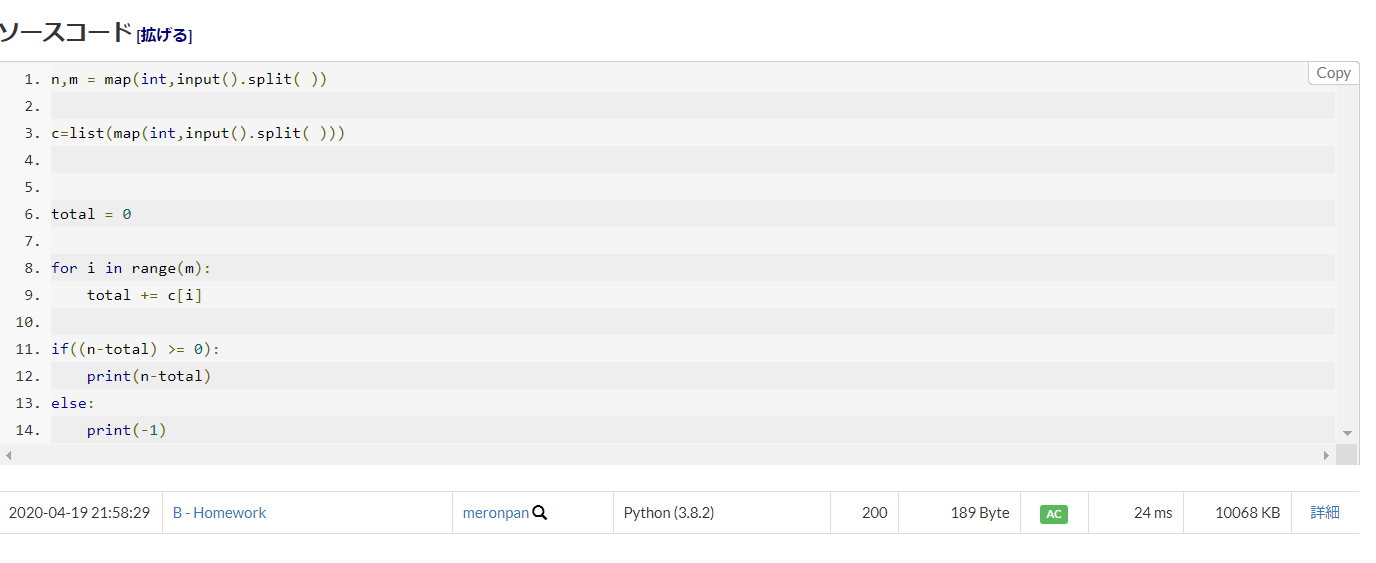 ソースコード [拡げる]
Copy
1. n,m = map(int,input().split( ))
2.
3. c=list(map(int,input().split( )))
4.
5.
6. total = 0
7.
8. for i in range(m):
9.     total += c[i]
10.
11. if((n-total) >= 0):
12.     print(n-total)
13. else:
14.     print(-1)
2020-04-19 21:58:29 B - Homework meronpan Python (3.8.2) 200 189 Byte AC 24 ms 10068 KB 詳細